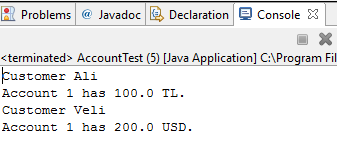 Problems @ Javadoc Declaration Console
<terminated> AccountTest (5) [Java Application] C:\Program Fil
Customer Ali
Account 1 has 100.0 TL.
Customer Veli
Account 1 has 200.0 USD.